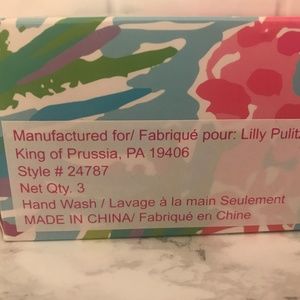 Manufactured for/ Fabriqué pour: Lilly Pulitz
King of Prussia, PA 19406
Style # 24787
Net Qty. 3
Hand Wash / Lavage à la main Seulement
MADE IN CHINA/ Fabriqué en Chine